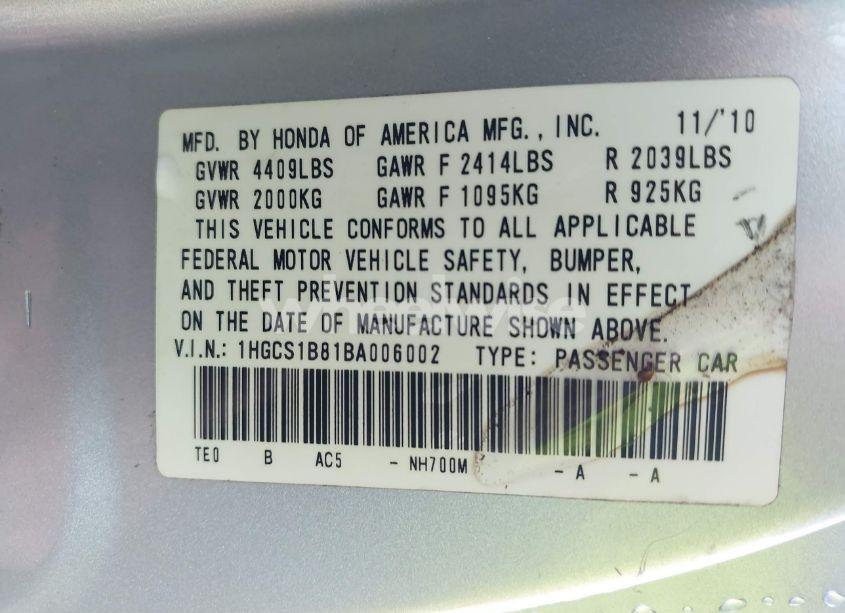 MFD. BY HONDA OF AMERICA MFG., INC. 11/'10
GVWR 4409LBS GAWR F 2414LBS R 2039LBS
GVWR 2000KG GAWR F 1095KG R 925KG
THIS VEHICLE CONFORMS TO ALL APPLICABLE
FEDERAL MOTOR VEHICLE SAFETY, BUMPER,
AND THEFT PREVENTION STANDARDS IN EFFECT
ON THE DATE OF MANUFACTURE SHOWN ABOVE.
V.I.N.: 1HGCS1B81BA006002 TYPE: PASSENGER CAR
TE0 B AC5 - NH700M - A - A